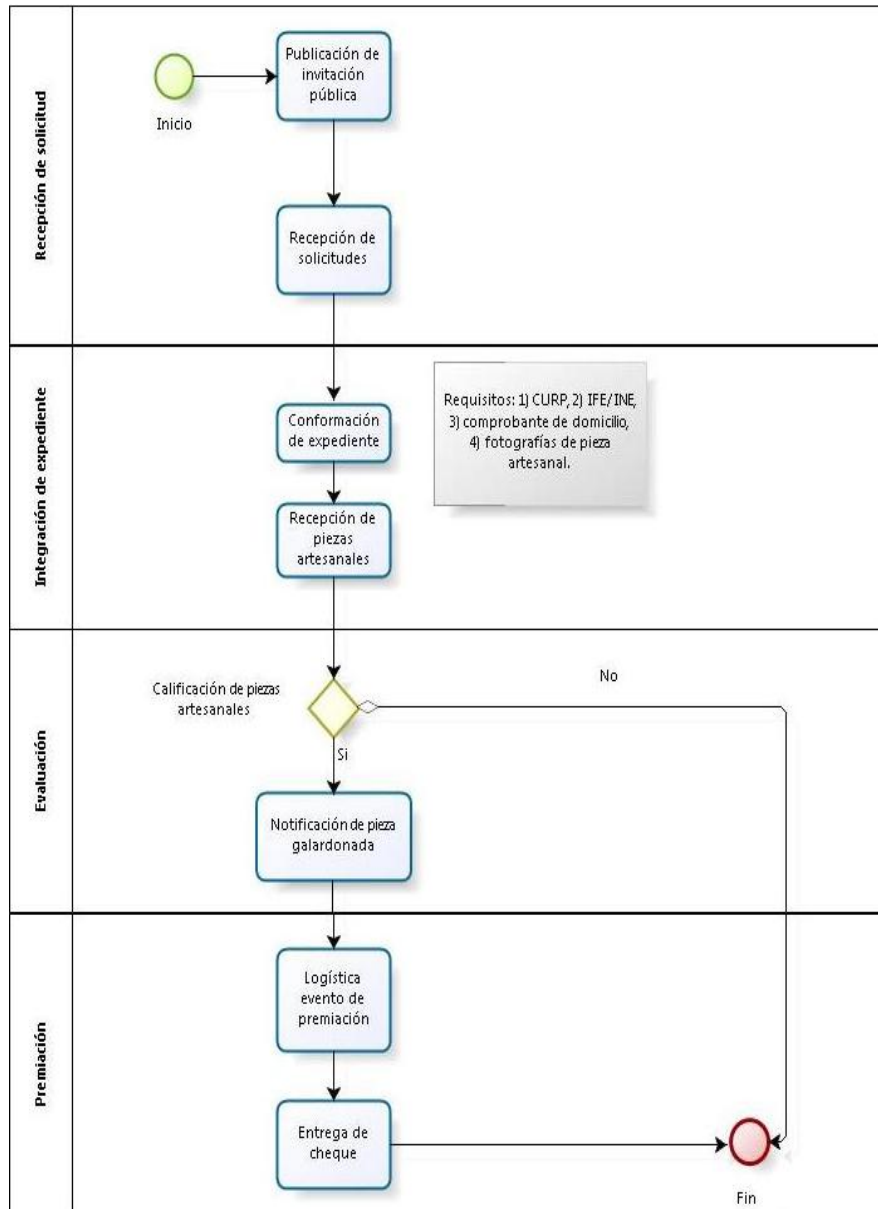 Recepción de solicitud
Publicación de
invitación
pública
Inicio
Recepción de
solicitudes
Integración de expediente
Conformación
de expediente
Requisitos: 1) CURP, 2) IFE/INE,
3) comprobante de domicilio,
4) fotografías de pieza
artesanal.
Recepción de
piezas
artesanales
Evaluación
Calificación de piezas
artesanales
No
Si
Notificación de pieza
galardonada
Premiación
Logística
evento de
premiación
Entrega de
cheque
Fin